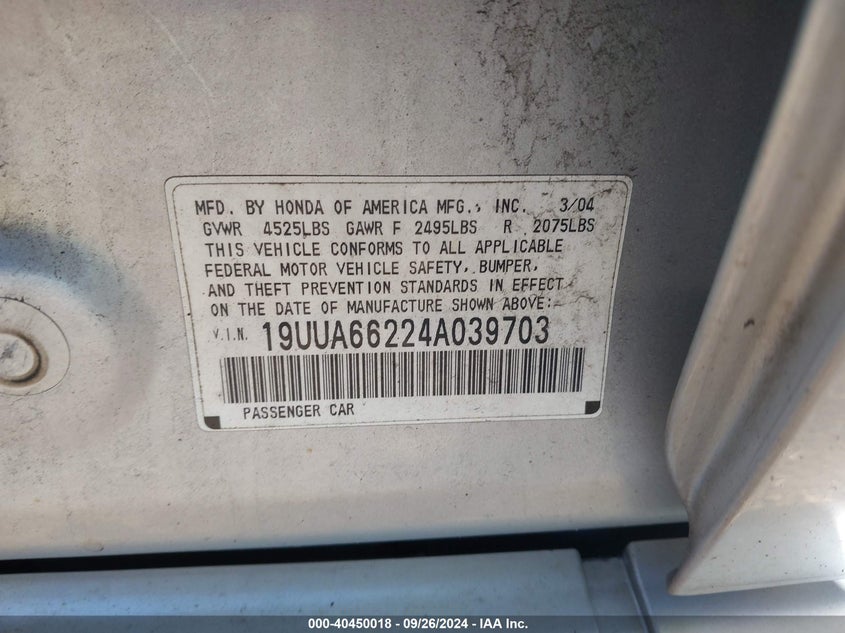 MFD. BY HONDA OF AMERICA MFG., INC. 3/04
GVWR 4525LBS GAWR F 2495LBS R 2075LBS
THIS VEHICLE CONFORMS TO ALL APPLICABLE
FEDERAL MOTOR VEHICLE SAFETY, BUMPER,
AND THEFT PREVENTION STANDARDS IN EFFECT
ON THE DATE OF MANUFACTURE SHOWN ABOVE:
V.I.N. 19UUA66224A039703
PASSENGER CAR
000-40450018 - 09/26/2024 - IAA Inc.